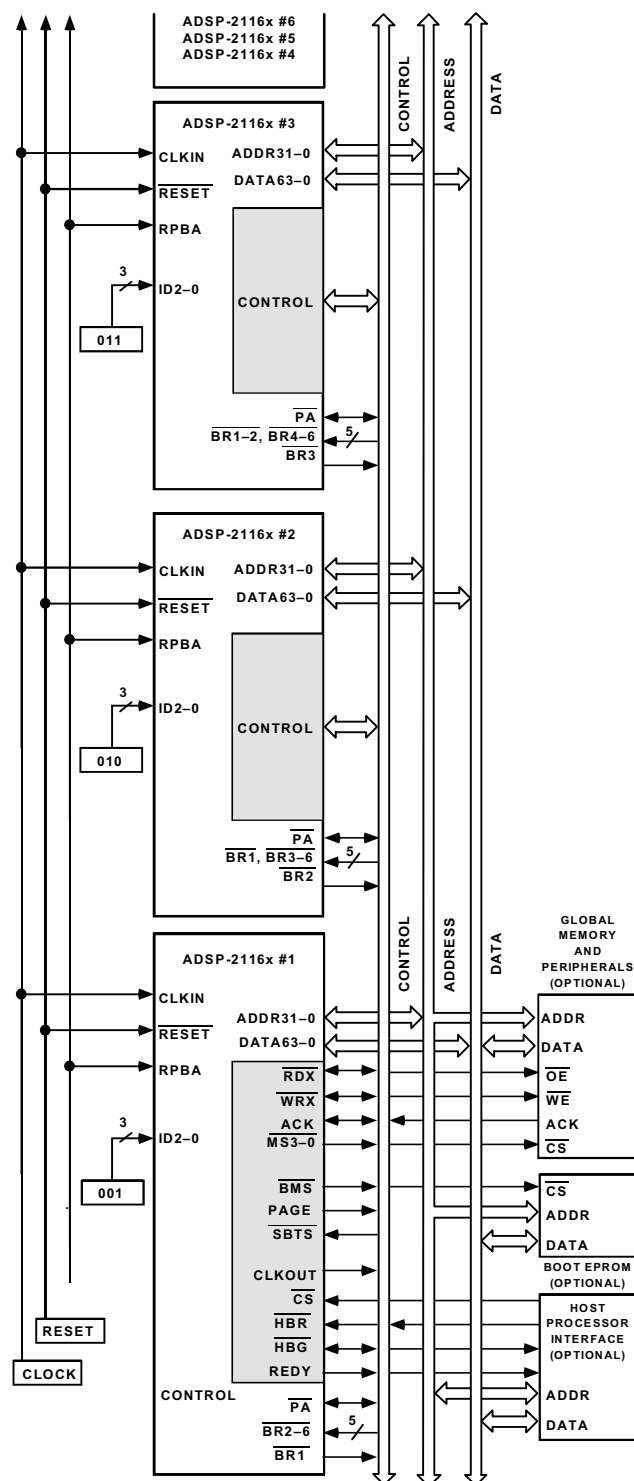 ADSP-2116x #6
ADSP-2116x #5
ADSP-2116x #4
CONTROL
ADDRESS
DATA
ADSP-2116x #3
CLKIN
ADDR31–0
RESET
DATA63–0
RPBA
3
ID2–0
CONTROL
011
PA
BR1–2, BR4–6
5
BR3
ADSP-2116x #2
CLKIN
ADDR31–0
RESET
DATA63–0
RPBA
3
ID2–0
CONTROL
010
PA
BR1, BR3–6
5
BR2
CONTROL
ADDRESS
DATA
GLOBAL
MEMORY
AND
PERIPHERALS
(OPTIONAL)
ADSP-2116x #1
CLKIN
ADDR31–0
ADDR
RESET
DATA63–0
DATA
RPBA
RDX
OE
WRX
WE
3
ID2–0
ACK
ACK
MS3–0
CS
001
BMS
CS
PAGE
ADDR
SBTS
DATA
BOOT EPROM
(OPTIONAL)
CLKOUT
CS
HOST
PROCESSOR
INTERFACE
(OPTIONAL)
HBR
RESET
HBG
REDY
CLOCK
CONTROL
ADDR
PA
DATA
BR2–6
5
BR1